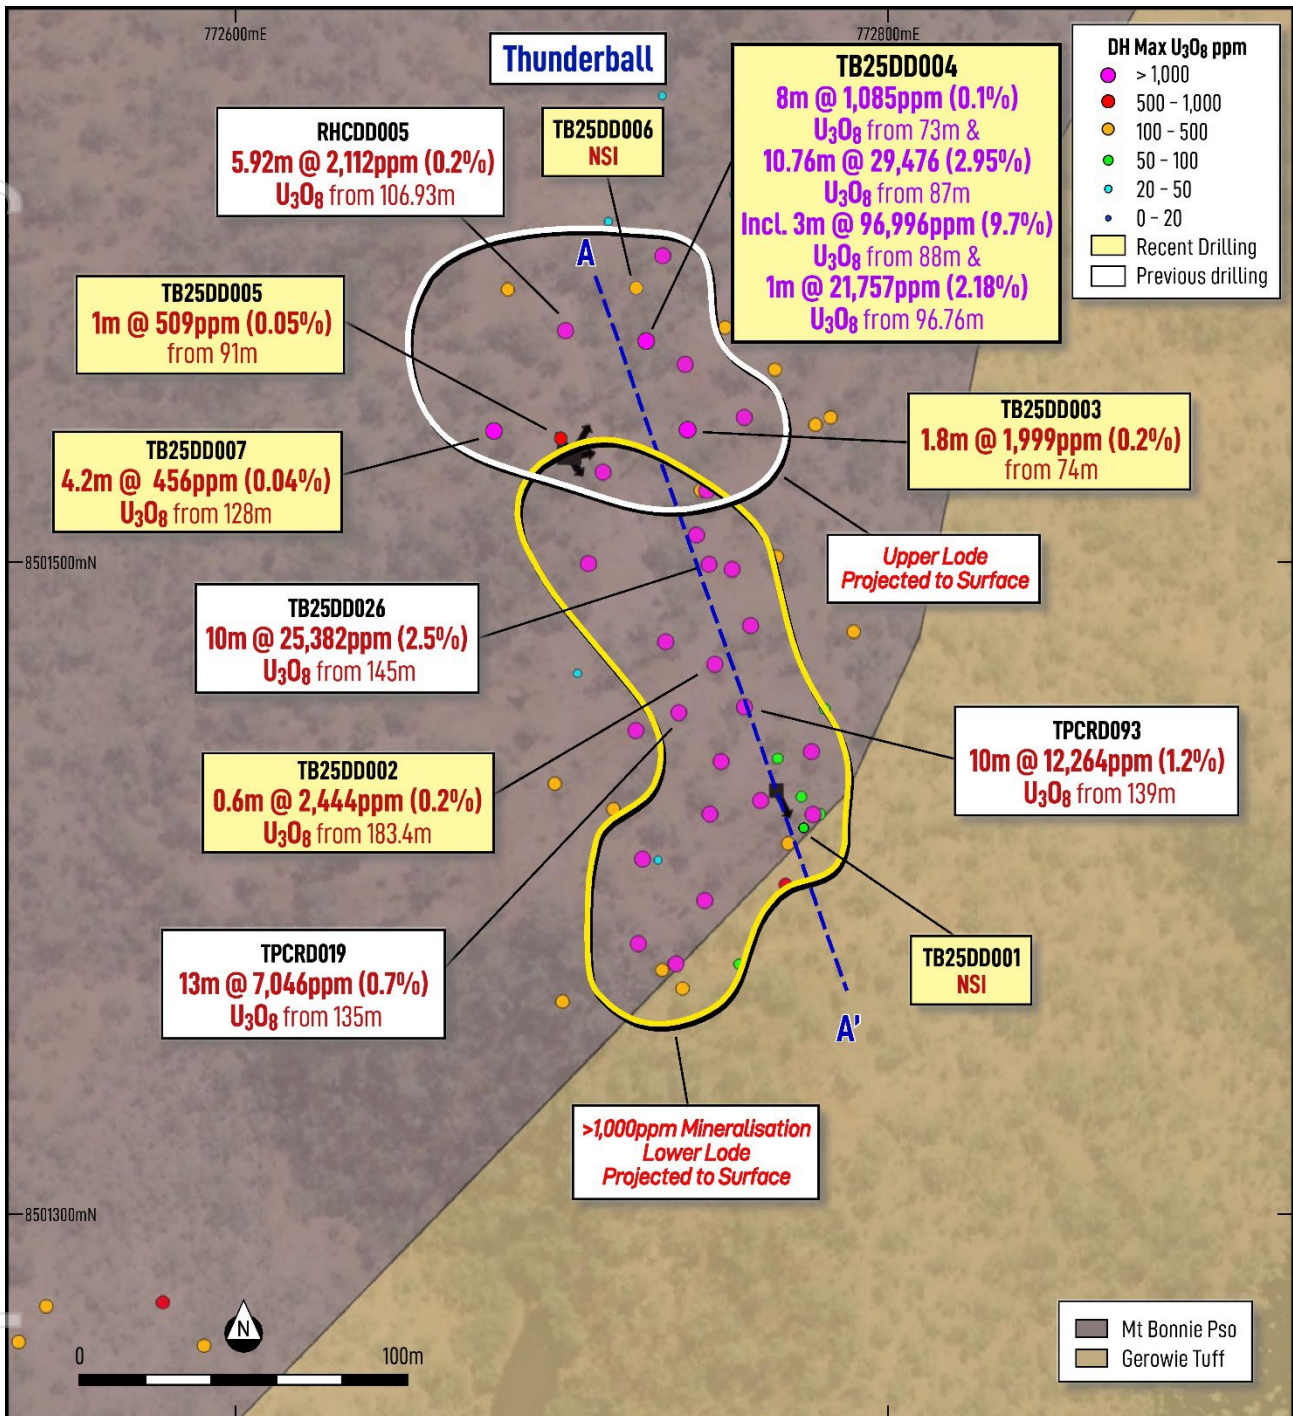 772600mE
772800mE
Thunderball
TB25DD004
8m @ 1,085ppm (0.1%)
U₃O₈ from 73m &
10.76m @ 29,476 (2.95%)
U₃O₈ from 87m
Incl. 3m @ 96,996ppm (9.7%)
U₃O₈ from 88m &
1m @ 21,757ppm (2.18%)
U₃O₈ from 96.76m
DH Max U₃O₈ ppm
> 1,000
500 – 1,000
100 – 500
50 – 100
20 – 50
0 – 20
Recent Drilling
Previous drilling
RHCDD005
5.92m @ 2,112ppm (0.2%)
U₃O₈ from 106.93m
TB25DD006
NSI
A
TB25DD005
1m @ 509ppm (0.05%)
from 91m
TB25DD003
1.8m @ 1,999ppm (0.2%)
from 74m
TB25DD007
4.2m @ 456ppm (0.04%)
U₃O₈ from 128m
Upper Lode
Projected to Surface
8501500mN
TB25DD026
10m @ 25,382ppm (2.5%)
U₃O₈ from 145m
TPCRD093
10m @ 12,264ppm (1.2%)
U₃O₈ from 139m
TB25DD002
0.6m @ 2,444ppm (0.2%)
U₃O₈ from 183.4m
TPCRD019
13m @ 7,046ppm (0.7%)
U₃O₈ from 135m
TB25DD001
NSI
A'
>1,000ppm Mineralisation
Lower Lode
Projected to Surface
8501300mN
N
0 100m
Mt Bonnie Pso
Gerowie Tuff